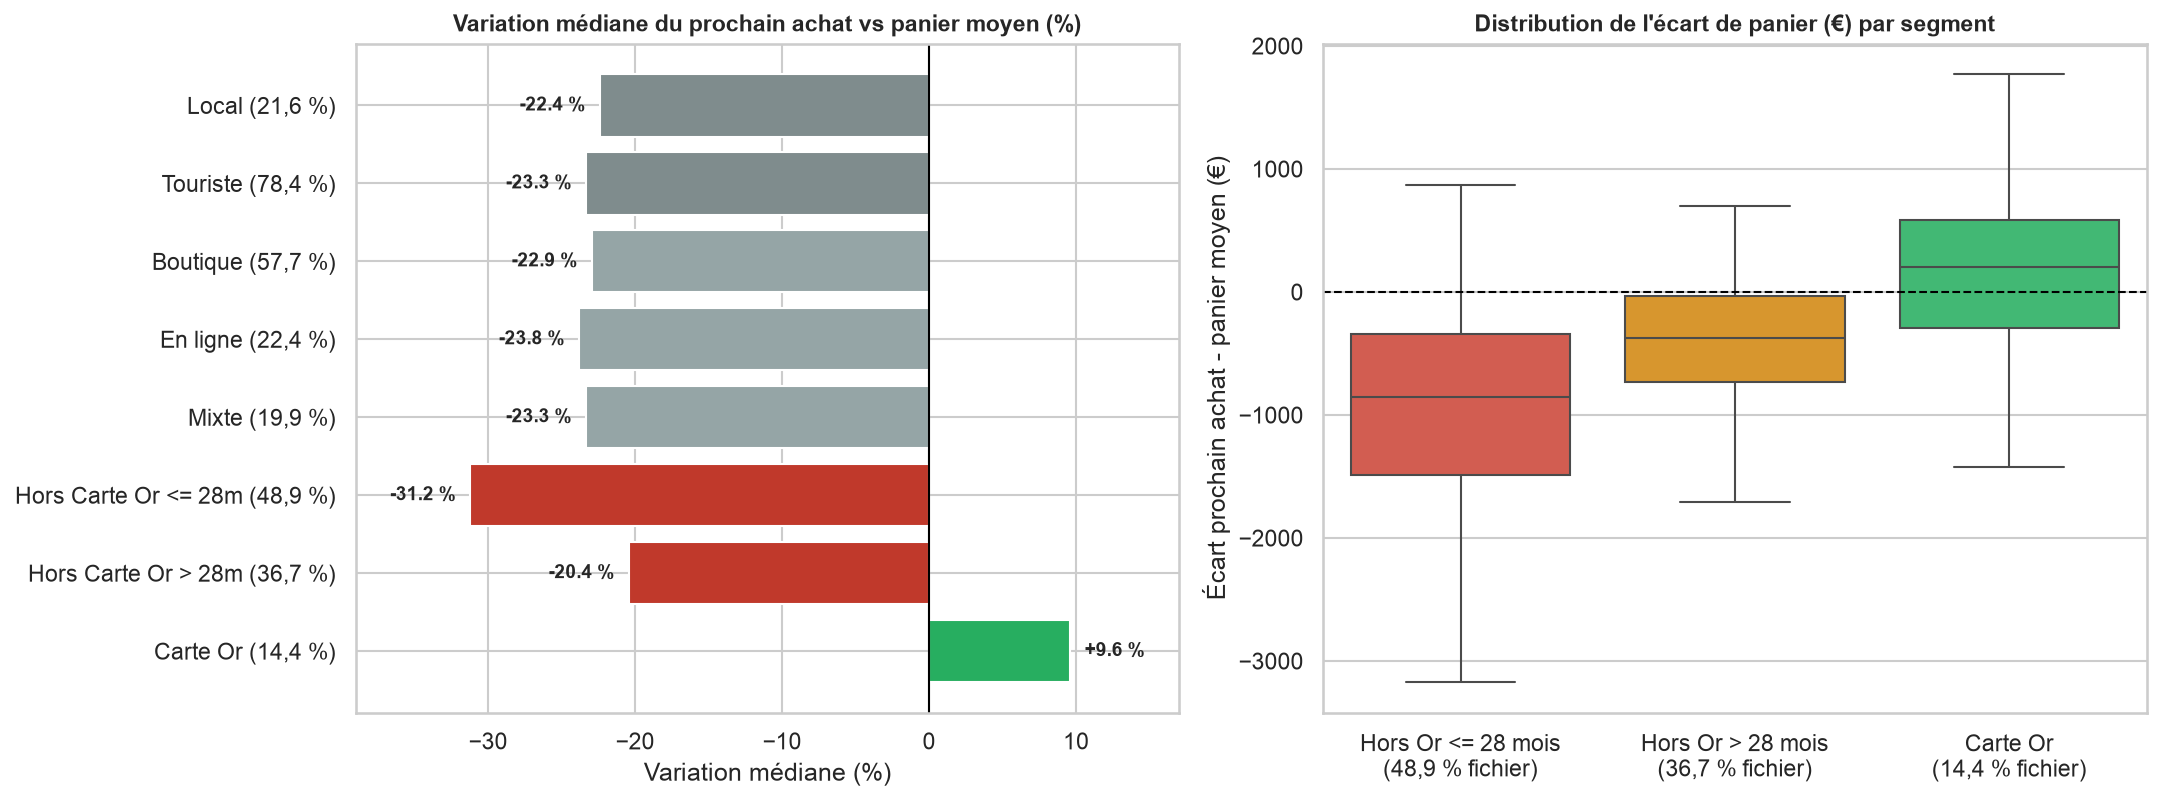 Variation médiane du prochain achat vs panier moyen (%)
Local (21,6 %)
-22.4 %
Touriste (78,4 %)
-23.3 %
Boutique (57,7 %)
-22.9 %
En ligne (22,4 %)
-23.8 %
Mixte (19,9 %)
-23.3 %
Hors Carte Or <= 28m (48,9 %)
-31.2 %
Hors Carte Or > 28m (36,7 %)
-20.4 %
Carte Or (14,4 %)
+9.6 %
−30
−20
−10
0
10
Variation médiane (%)
Distribution de l'écart de panier (€) par segment
Écart prochain achat - panier moyen (€)
2000
1000
0
−1000
−2000
−3000
Hors Or <= 28 mois
(48,9 % fichier)
Hors Or > 28 mois
(36,7 % fichier)
Carte Or
(14,4 % fichier)